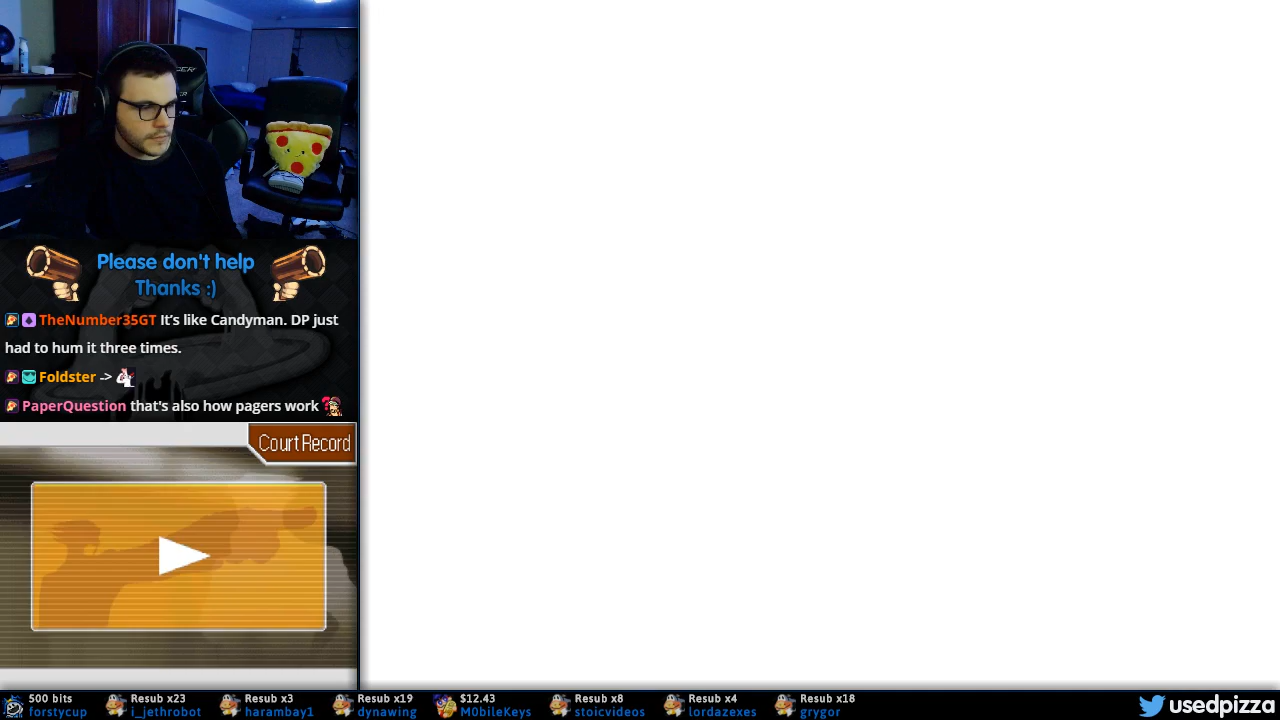 Please don't help
Thanks :)
TheNumber35GT It's like Candyman. DP just
had to hum it three times.
Foldster ->
PaperQuestion that's also how pagers work
Court Record
500 bits
forstycup
Resub x23
i_jethrobot
Resub x3
harambay1
Resub x19
dynawing
$12.43
M0bileKeys
Resub x8
stoicvideos
Resub x4
lordazexes
Resub x18
grygor
usedpizza